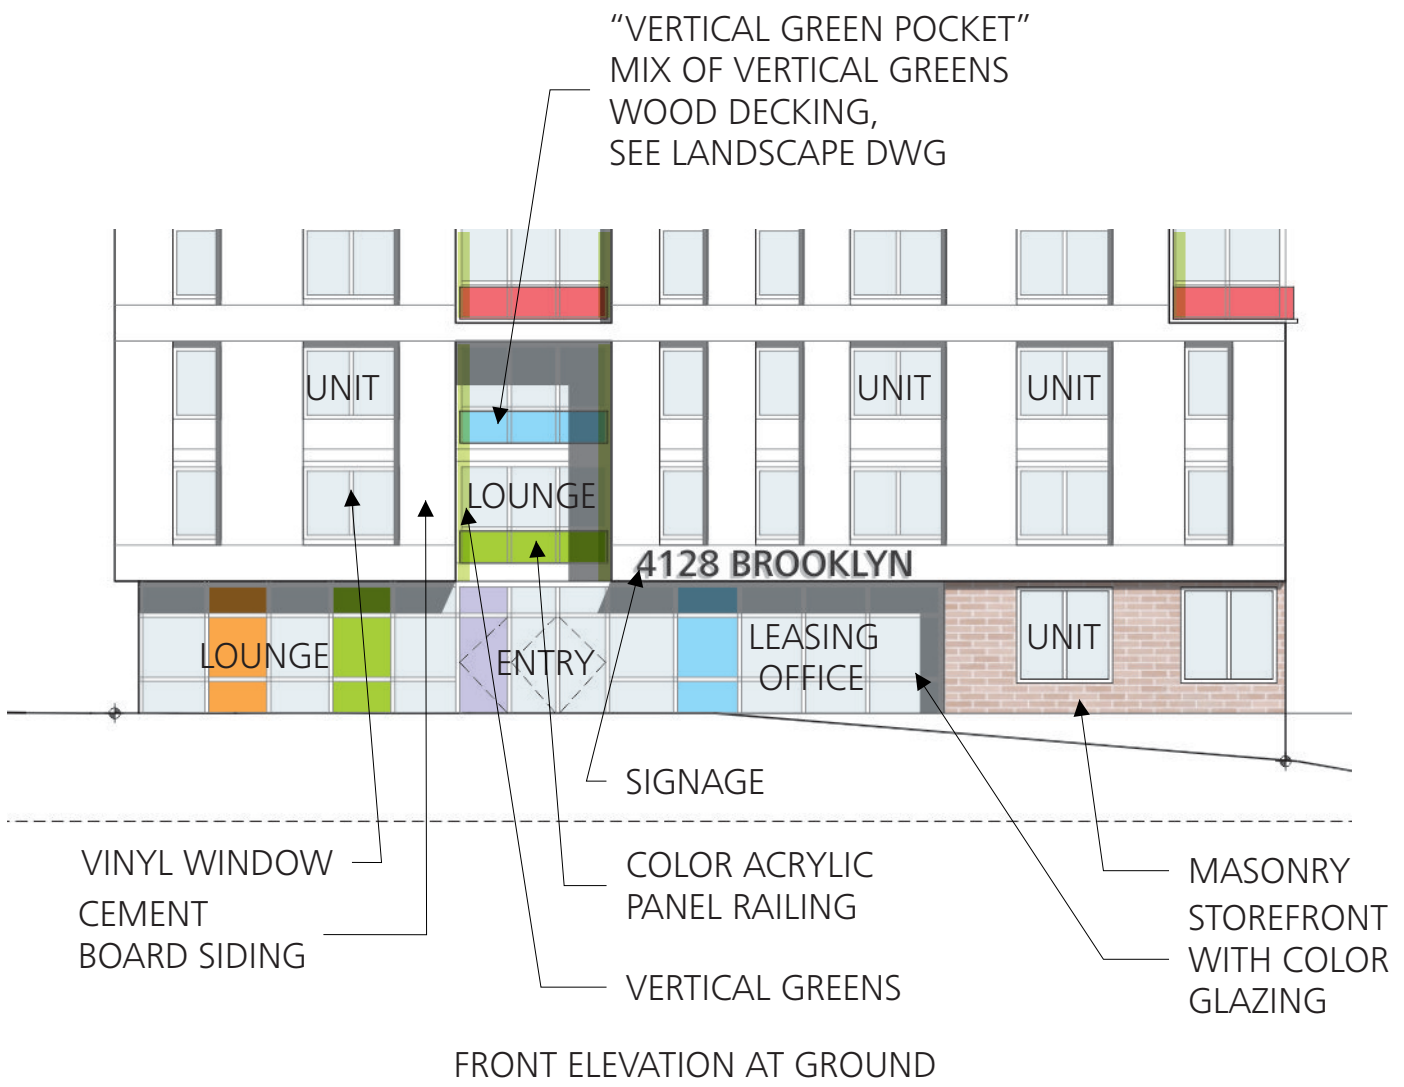 “VERTICAL GREEN POCKET”
MIX OF VERTICAL GREENS
WOOD DECKING,
SEE LANDSCAPE DWG
UNIT
UNIT
UNIT
LOUNGE
4128 BROOKLYN
LOUNGE
ENTRY
LEASING
OFFICE
UNIT
SIGNAGE
VINYL WINDOW
CEMENT
BOARD SIDING
COLOR ACRYLIC
PANEL RAILING
VERTICAL GREENS
MASONRY
STOREFRONT
WITH COLOR
GLAZING
FRONT ELEVATION AT GROUND